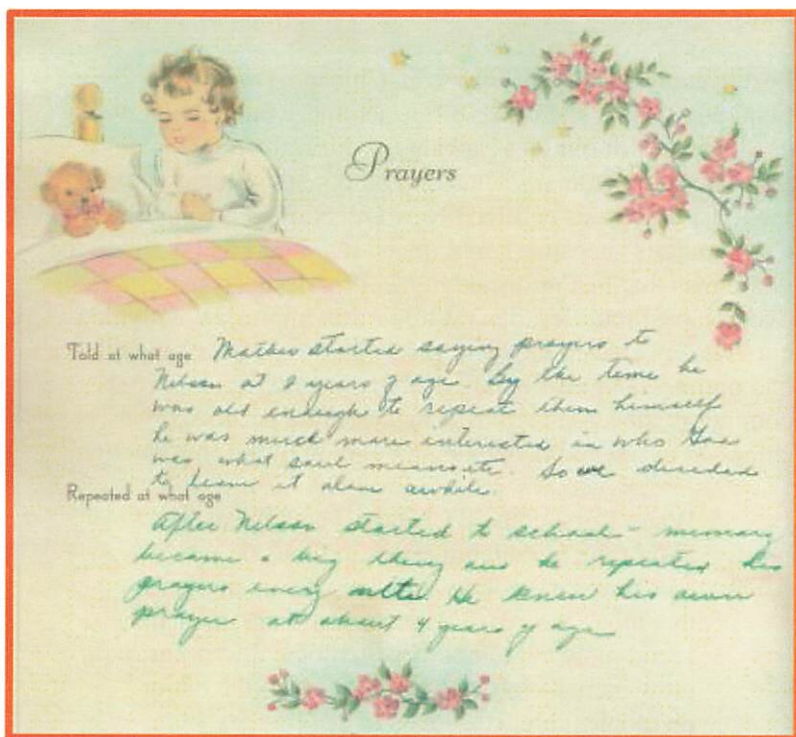 Prayers
Told at what age Mother started saying prayers to
Nelson at 2 years of age. By the time he
was old enough to repeat them himself
he was much more interested in who God
was, what soul means etc. So we decided
to leave it alone awhile.
Repeated at what age
After Nelson started to school - memory
became a big thing and he repeated his
prayers every nite. He knew his own
prayer at about 4 years of age